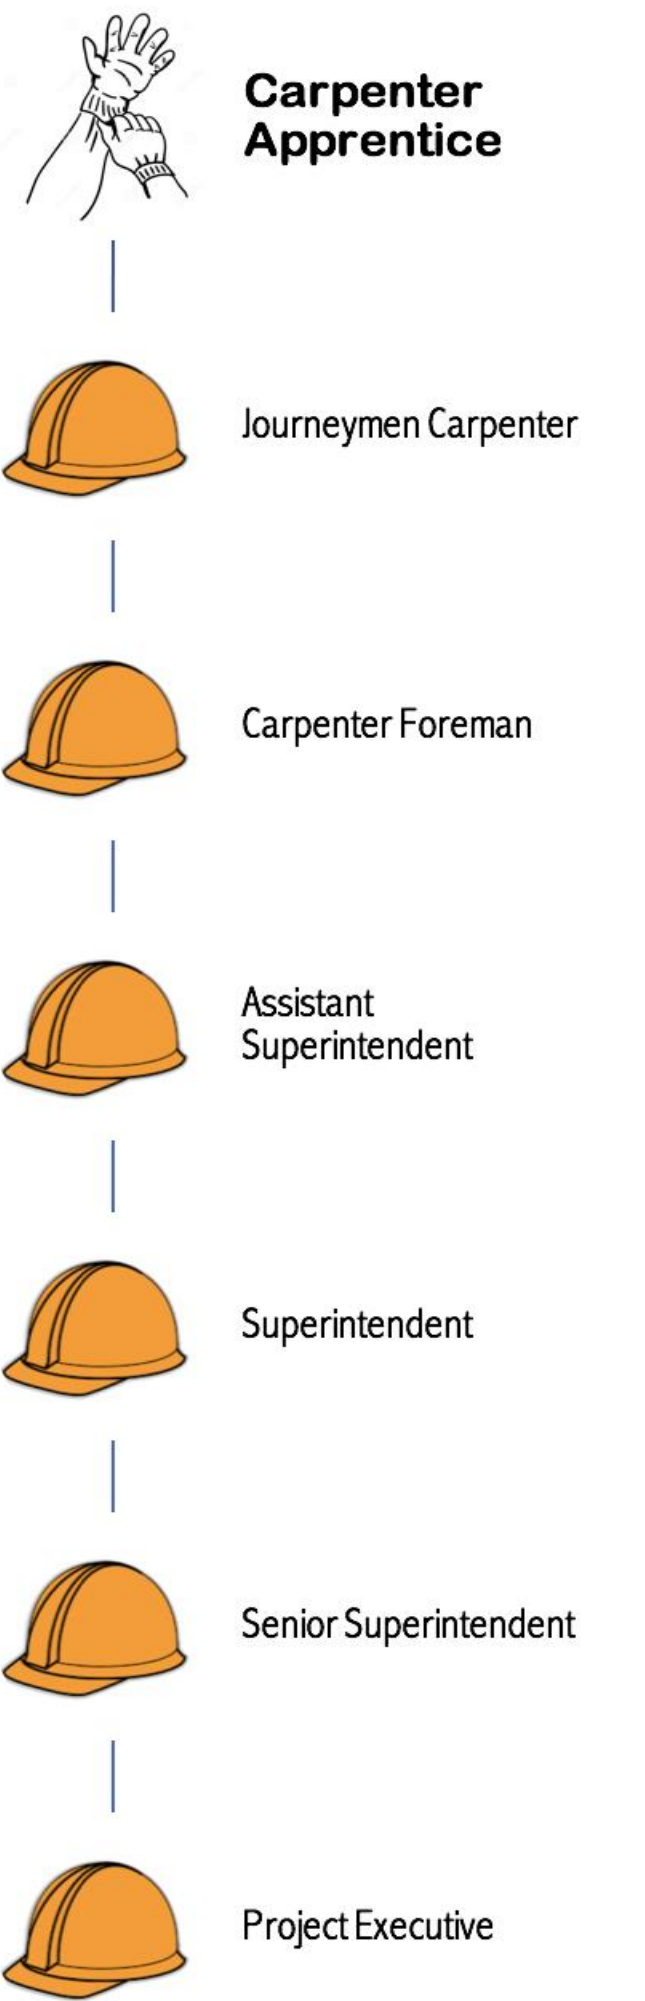 Carpenter
Apprentice
Journeymen Carpenter
Carpenter Foreman
Assistant
Superintendent
Superintendent
Senior Superintendent
Project Executive